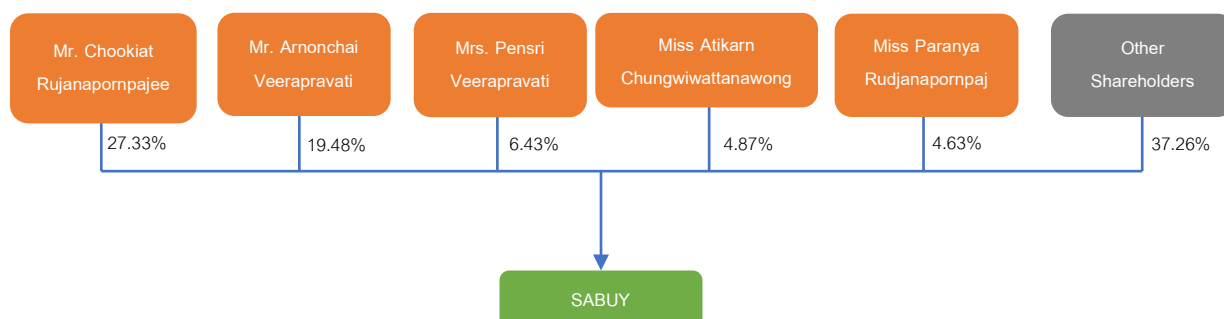 Mr. Chookiat
Rujanapornpajee
Mr. Arnonchai
Veerapravati
Mrs. Pensri
Veerapravati
Miss Atikarn
Chungwiwattanawong
Miss Paranya
Rudjanapornpaj
Other
Shareholders
27.33%
19.48%
6.43%
4.87%
4.63%
37.26%
SABUY